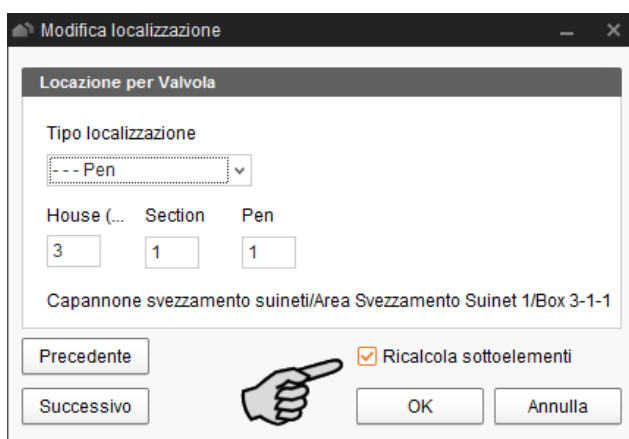 Modifica localizzazione
Locazione per Valvola
Tipo localizzazione
--- Pen
House (... Section Pen
3 1 1
Capannone svezzamento suineti/Area Svezzamento Suinet 1/Box 3-1-1
Precedente Ricalcola sottoelementi
Successivo OK Annulla